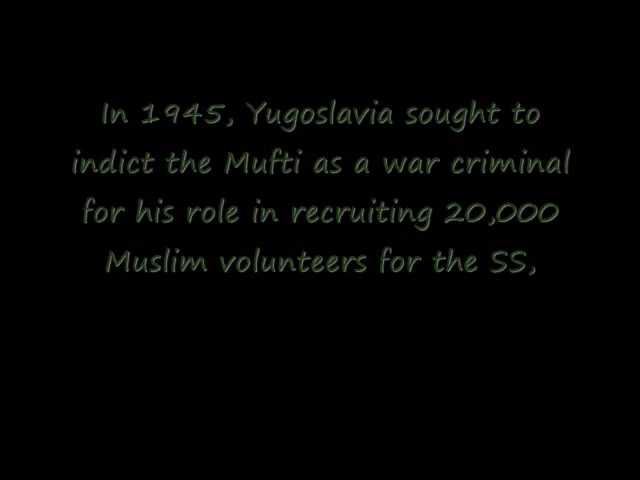 In 1945, Yugoslavia sought to
indict the Mufti as a war criminal
for his role in recruiting 20,000
Muslim volunteers for the SS,